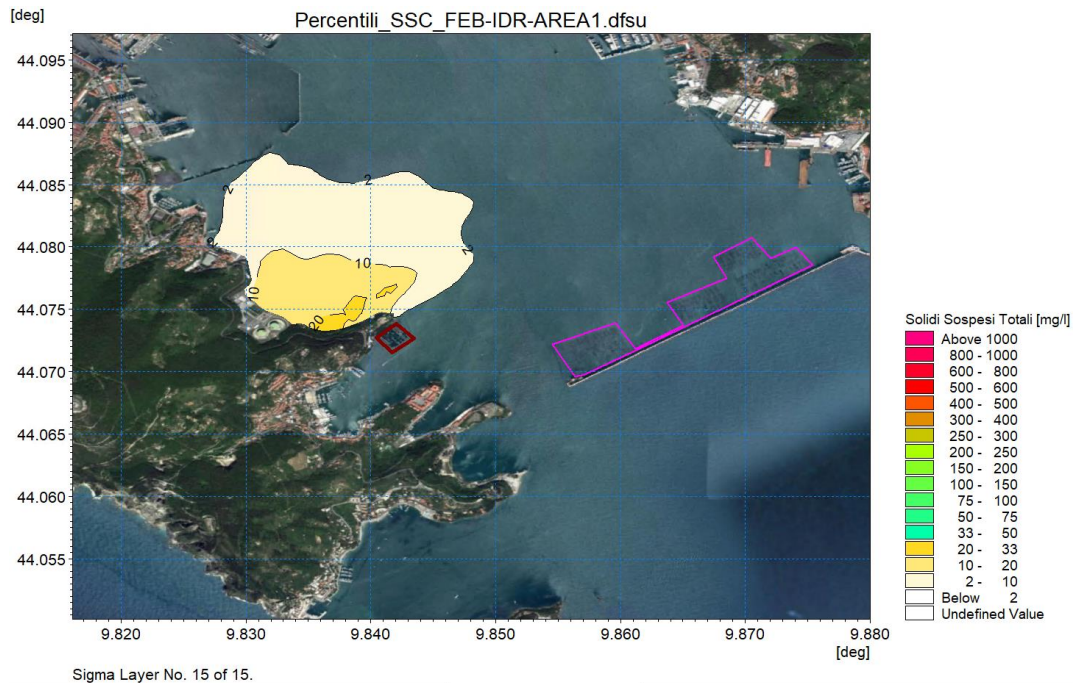 [deg]
Percentili_SSC_FEB-IDR-AREA1.dfsu
44.095
44.090
44.085
44.080
44.075
44.070
44.065
44.060
44.055
2
2
2
2
10
10
20
9.820
9.830
9.840
9.850
9.860
9.870
9.880
[deg]
Solidi Sospesi Totali [mg/l]
Above 1000
800 - 1000
600 - 800
500 - 600
400 - 500
300 - 400
250 - 300
200 - 250
150 - 200
100 - 150
75 - 100
50 - 75
33 - 50
20 - 33
10 - 20
2 - 10
Below 2
Undefined Value
Sigma Layer No. 15 of 15.